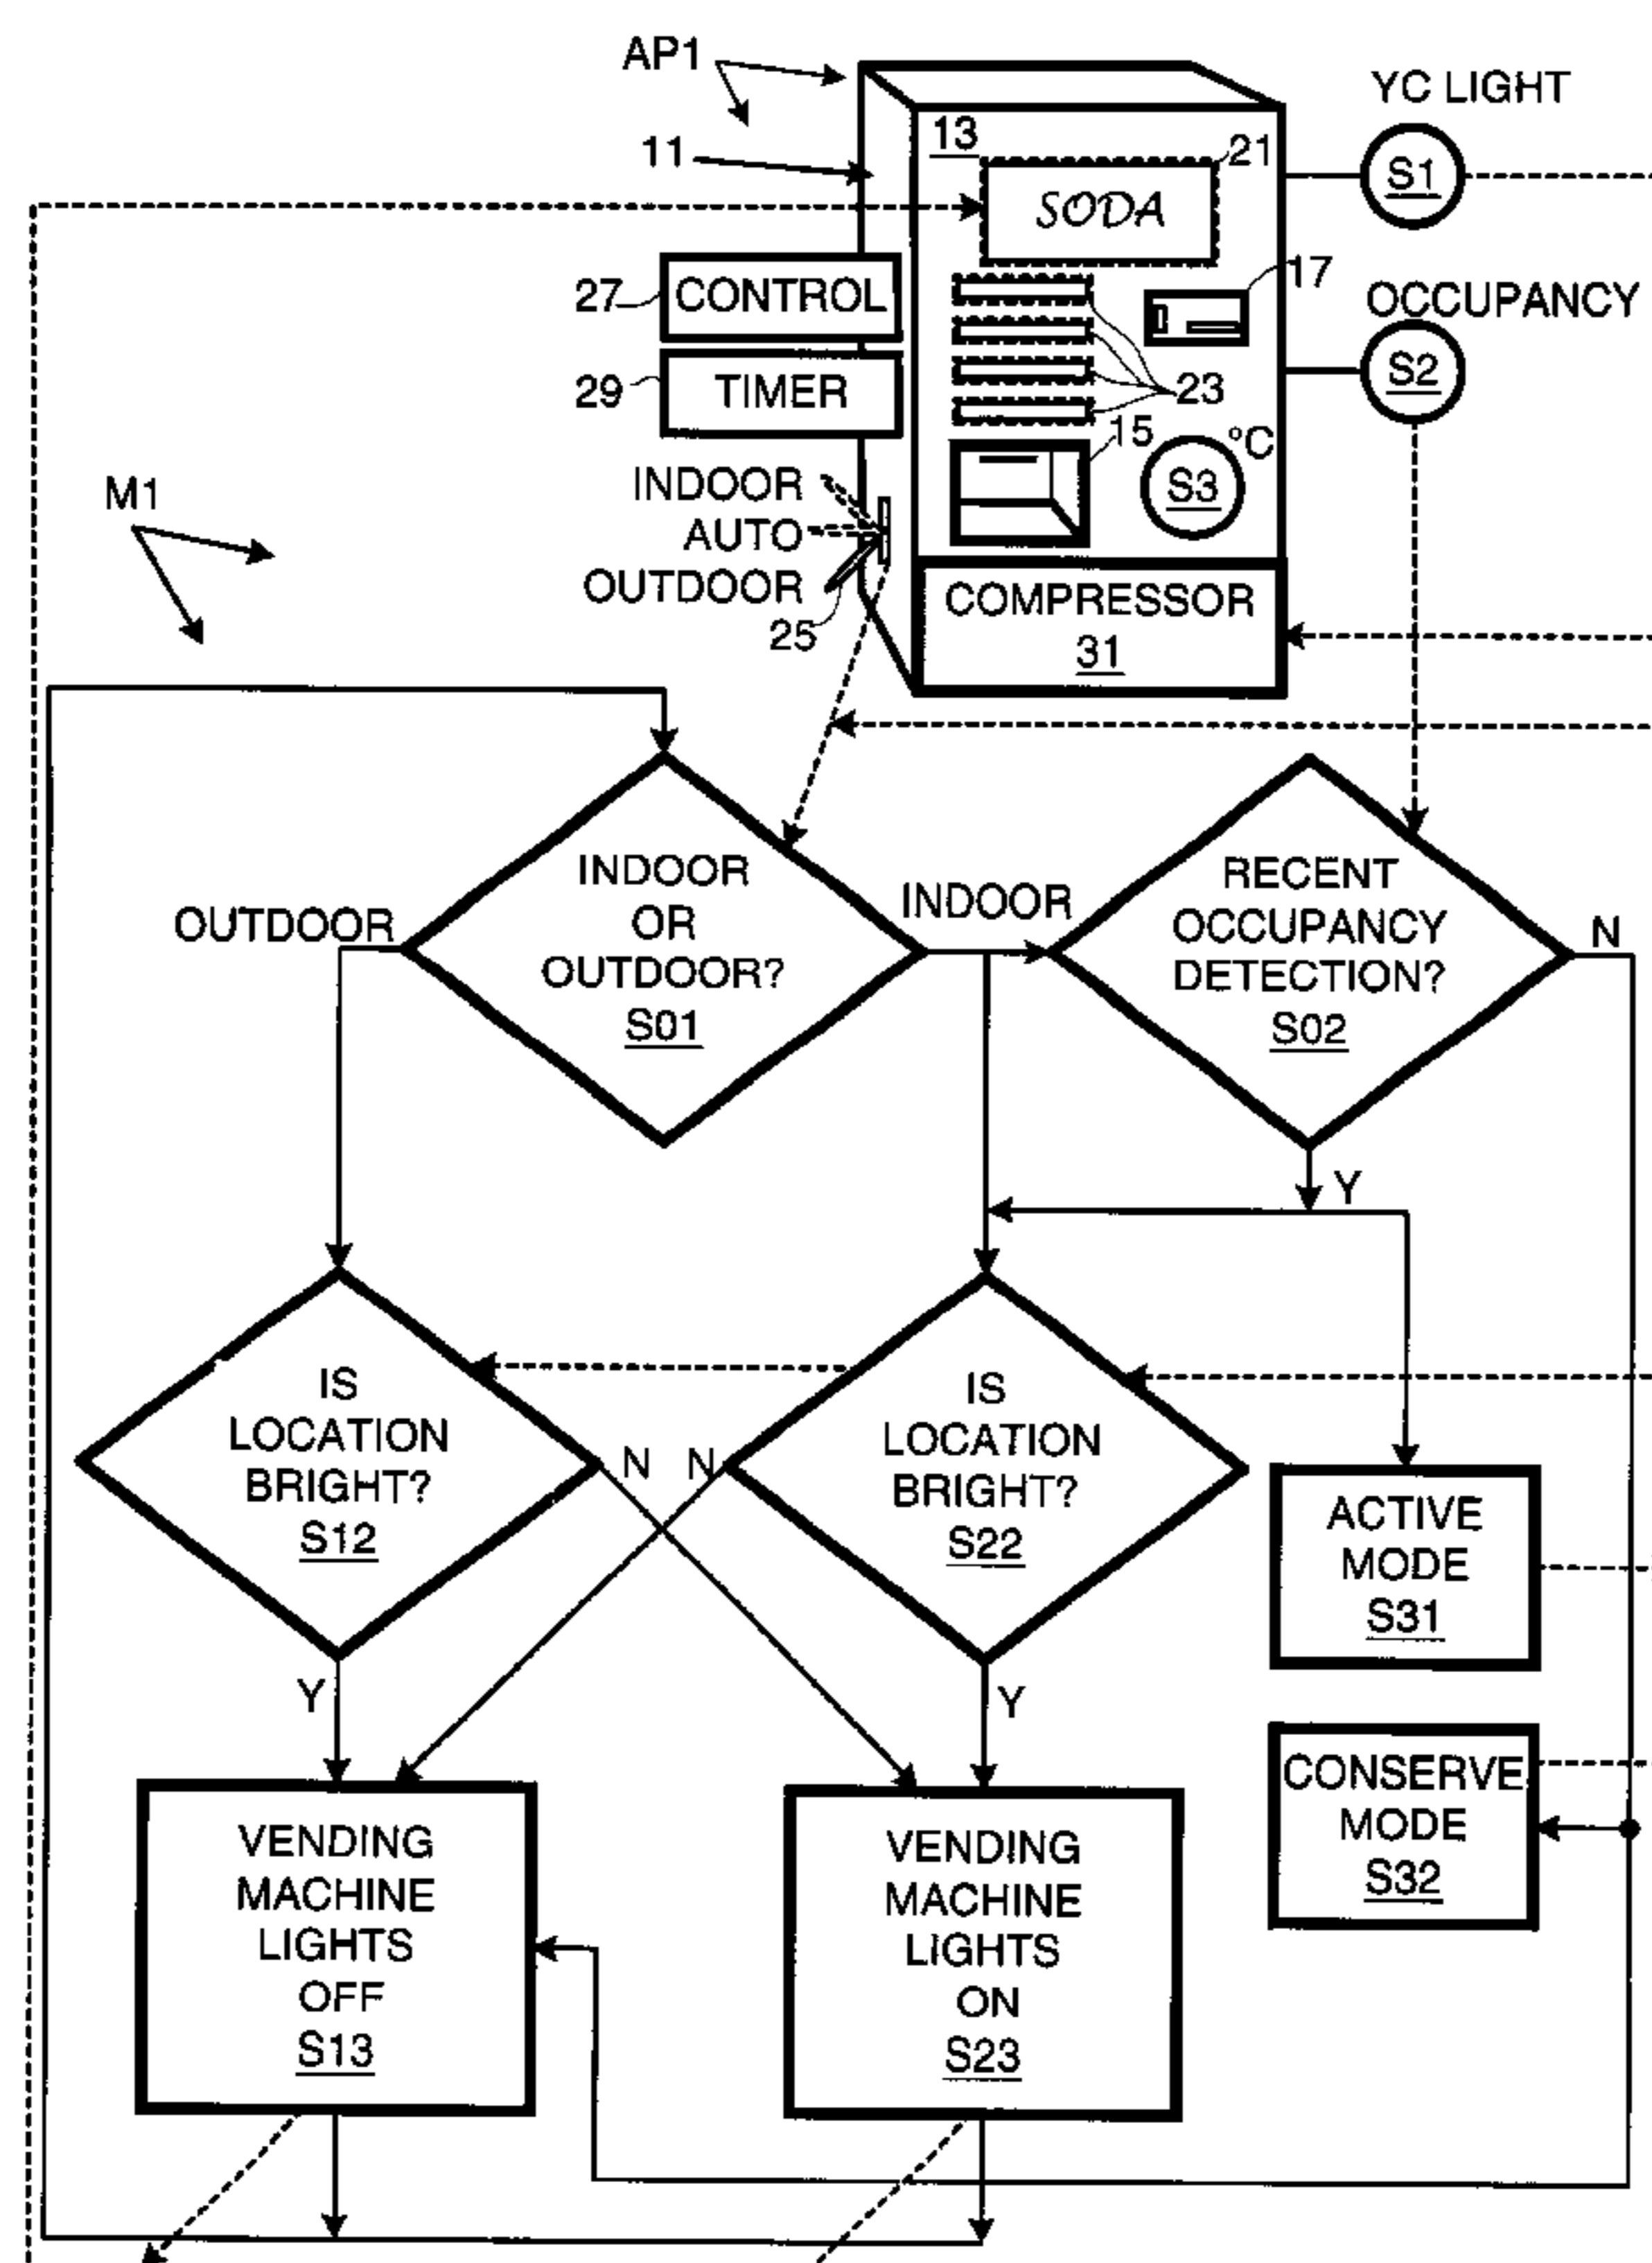 AP1
YC LIGHT
11
13
21
S1
SODA
17
27
CONTROL
OCCUPANCY
29
TIMER
23
S2
15
°C
INDOOR
S3
M1
AUTO
OUTDOOR
COMPRESSOR
25
31
INDOOR
OR
OUTDOOR?
S01
OUTDOOR
INDOOR
RECENT
OCCUPANCY
DETECTION?
S02
N
Y
IS
LOCATION
BRIGHT?
S12
N
N
IS
LOCATION
BRIGHT?
S22
ACTIVE
MODE
S31
Y
Y
CONSERVE
MODE
S32
VENDING
MACHINE
LIGHTS
OFF
S13
VENDING
MACHINE
LIGHTS
ON
S23